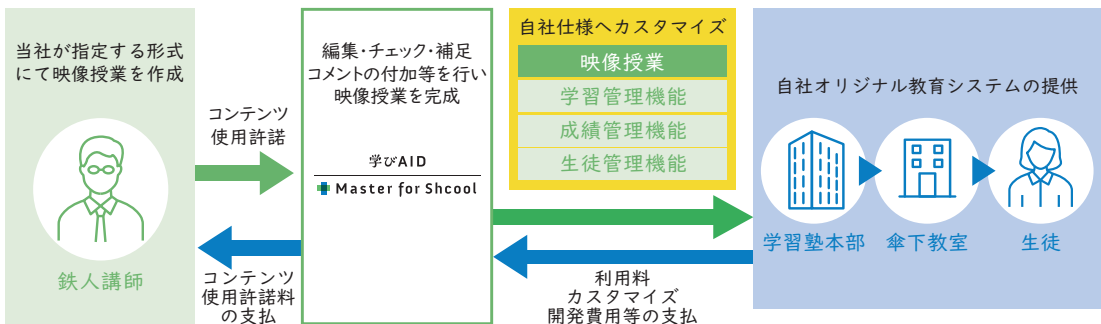 当社が指定する形式
にて映像授業を作成
鉄人講師
コンテンツ
使用許諾
コンテンツ
使用許諾料
の支払
編集・チェック・補足
コメントの付加等を行い
映像授業を完成
学びAID
Master for Shcool
自社仕様へカスタマイズ
映像授業
学習管理機能
成績管理機能
生徒管理機能
利用料
カスタマイズ
開発費用等の支払
自社オリジナル教育システムの提供
学習塾本部
傘下教室
生徒